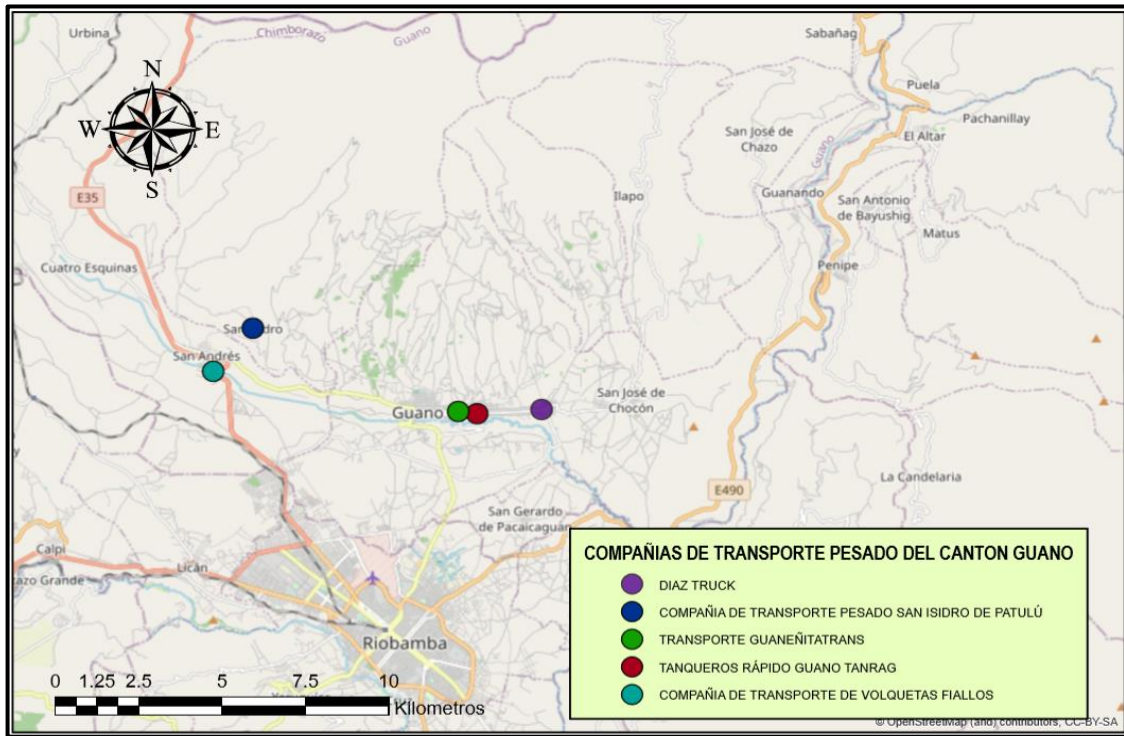 Urbina
Chimborazo
Guano
Sabañag
N
W
E
S
Puela
Pachanillay
San José de
Chazo
El Altar
Guano
E35
Ilapo
Guanando
San Antonio
de Bayushig
Matus
Cuatro Esquinas
Penipe
San Andrés
Guano
San José de
Chocón
E490
La Candelaria
San Gerardo
de Pacaicaguan
Calpi
Licán
Riobamba
0 1.25 2.5 5 7.5 10
Kilometros
COMPAÑIAS DE TRANSPORTE PESADO DEL CANTON GUANO
DIAZ TRUCK
COMPAÑIA DE TRANSPORTE PESADO SAN ISIDRO DE PATULÚ
TRANSPORTE GUANEÑITATRANS
TANQUEROS RÁPIDO GUANO TANRAG
COMPAÑIA DE TRANSPORTE DE VOLQUETAS FIALLOS
© OpenStreetMap (and) contributors, CC-BY-SA